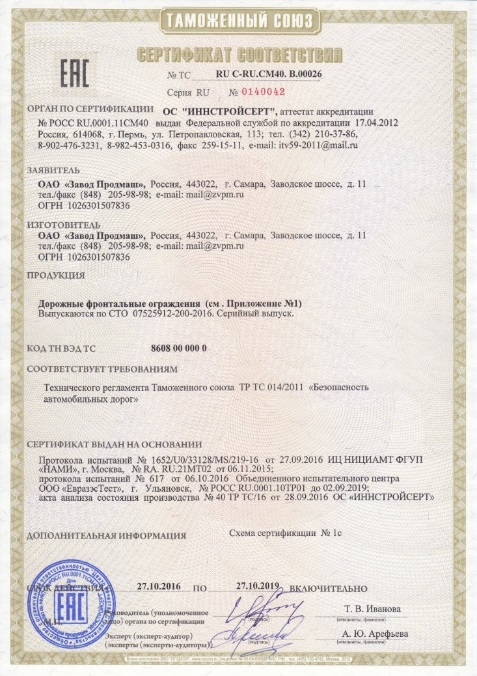 ТАМОЖЕННЫЙ СОЮЗ
СЕРТИФИКАТ СООТВЕТСТВИЯ
ЕАС
№ ТС RU С-RU.СМ40. В.00026
Серия RU № 0140042
ОРГАН ПО СЕРТИФИКАЦИИ ОС "ИННСТРОЙСЕРТ", аттестат аккредитации
№ РОСС RU.0001.11СМ40 выдан Федеральной службой по аккредитации 17.04.2012
Россия, 614068, г. Пермь, ул. Петропавловская, 113; тел. (342) 210-37-86,
8-902-476-3231, 8-982-453-0316, факс 259-15-11, E-mail: itv59-2011@mail.ru
ЗАЯВИТЕЛЬ
ОАО «Завод Продмаш», Россия, 443022, г. Самара, Заводское шоссе, д. 11
тел./факс (848) 205-98-98; e-mail: mail@zvpm.ru
ОГРН 1026301507836
ИЗГОТОВИТЕЛЬ
ОАО «Завод Продмаш», Россия, 443022, г. Самара, Заводское шоссе, д. 11
тел./факс (848) 205-98-98; e-mail: mail@zvpm.ru
ОГРН 1026301507836
ПРОДУКЦИЯ
Дорожные фронтальные ограждения (см . Приложение №1)
Выпускаются по СТО 07525912-200-2016. Серийный выпуск.
КОД ТН ВЭД ТС 8608 00 000 0
СООТВЕТСТВУЕТ ТРЕБОВАНИЯМ
Технического регламента Таможенного союза ТР ТС 014/2011 «Безопасность
автомобильных дорог»
СЕРТИФИКАТ ВЫДАН НА ОСНОВАНИИ
Протокола испытаний № 1652/U0/33128/MS/219-16 от 27.09.2016 ИЦ НИЦИАМТ ФГУП
«НАМИ», г. Москва, № RA. RU.21МТ02 от 06.11.2015;
протокола испытаний № 617 от 06.10.2016 Объединенного испытательного центра
ООО «ЕвразэсТест», г. Ульяновск, № РОСС RU.0001.10ТР01 до 02.09.2019;
акта анализа состояния производства № 40 ТР ТС/16 от 28.09.2016 ОС «ИННСТРОЙСЕРТ»
ДОПОЛНИТЕЛЬНАЯ ИНФОРМАЦИЯ Схема сертификации № 1с
СРОК ДЕЙСТВИЯ С 27.10.2016 ПО 27.10.2019 ВКЛЮЧИТЕЛЬНО
М.П.
ЕАС
Руководитель (уполномоченное
лицо) органа по сертификации
Т. В. Иванова
Эксперт (эксперт-аудитор)
(эксперты (эксперты-аудиторы))
А. Ю. Арефьева